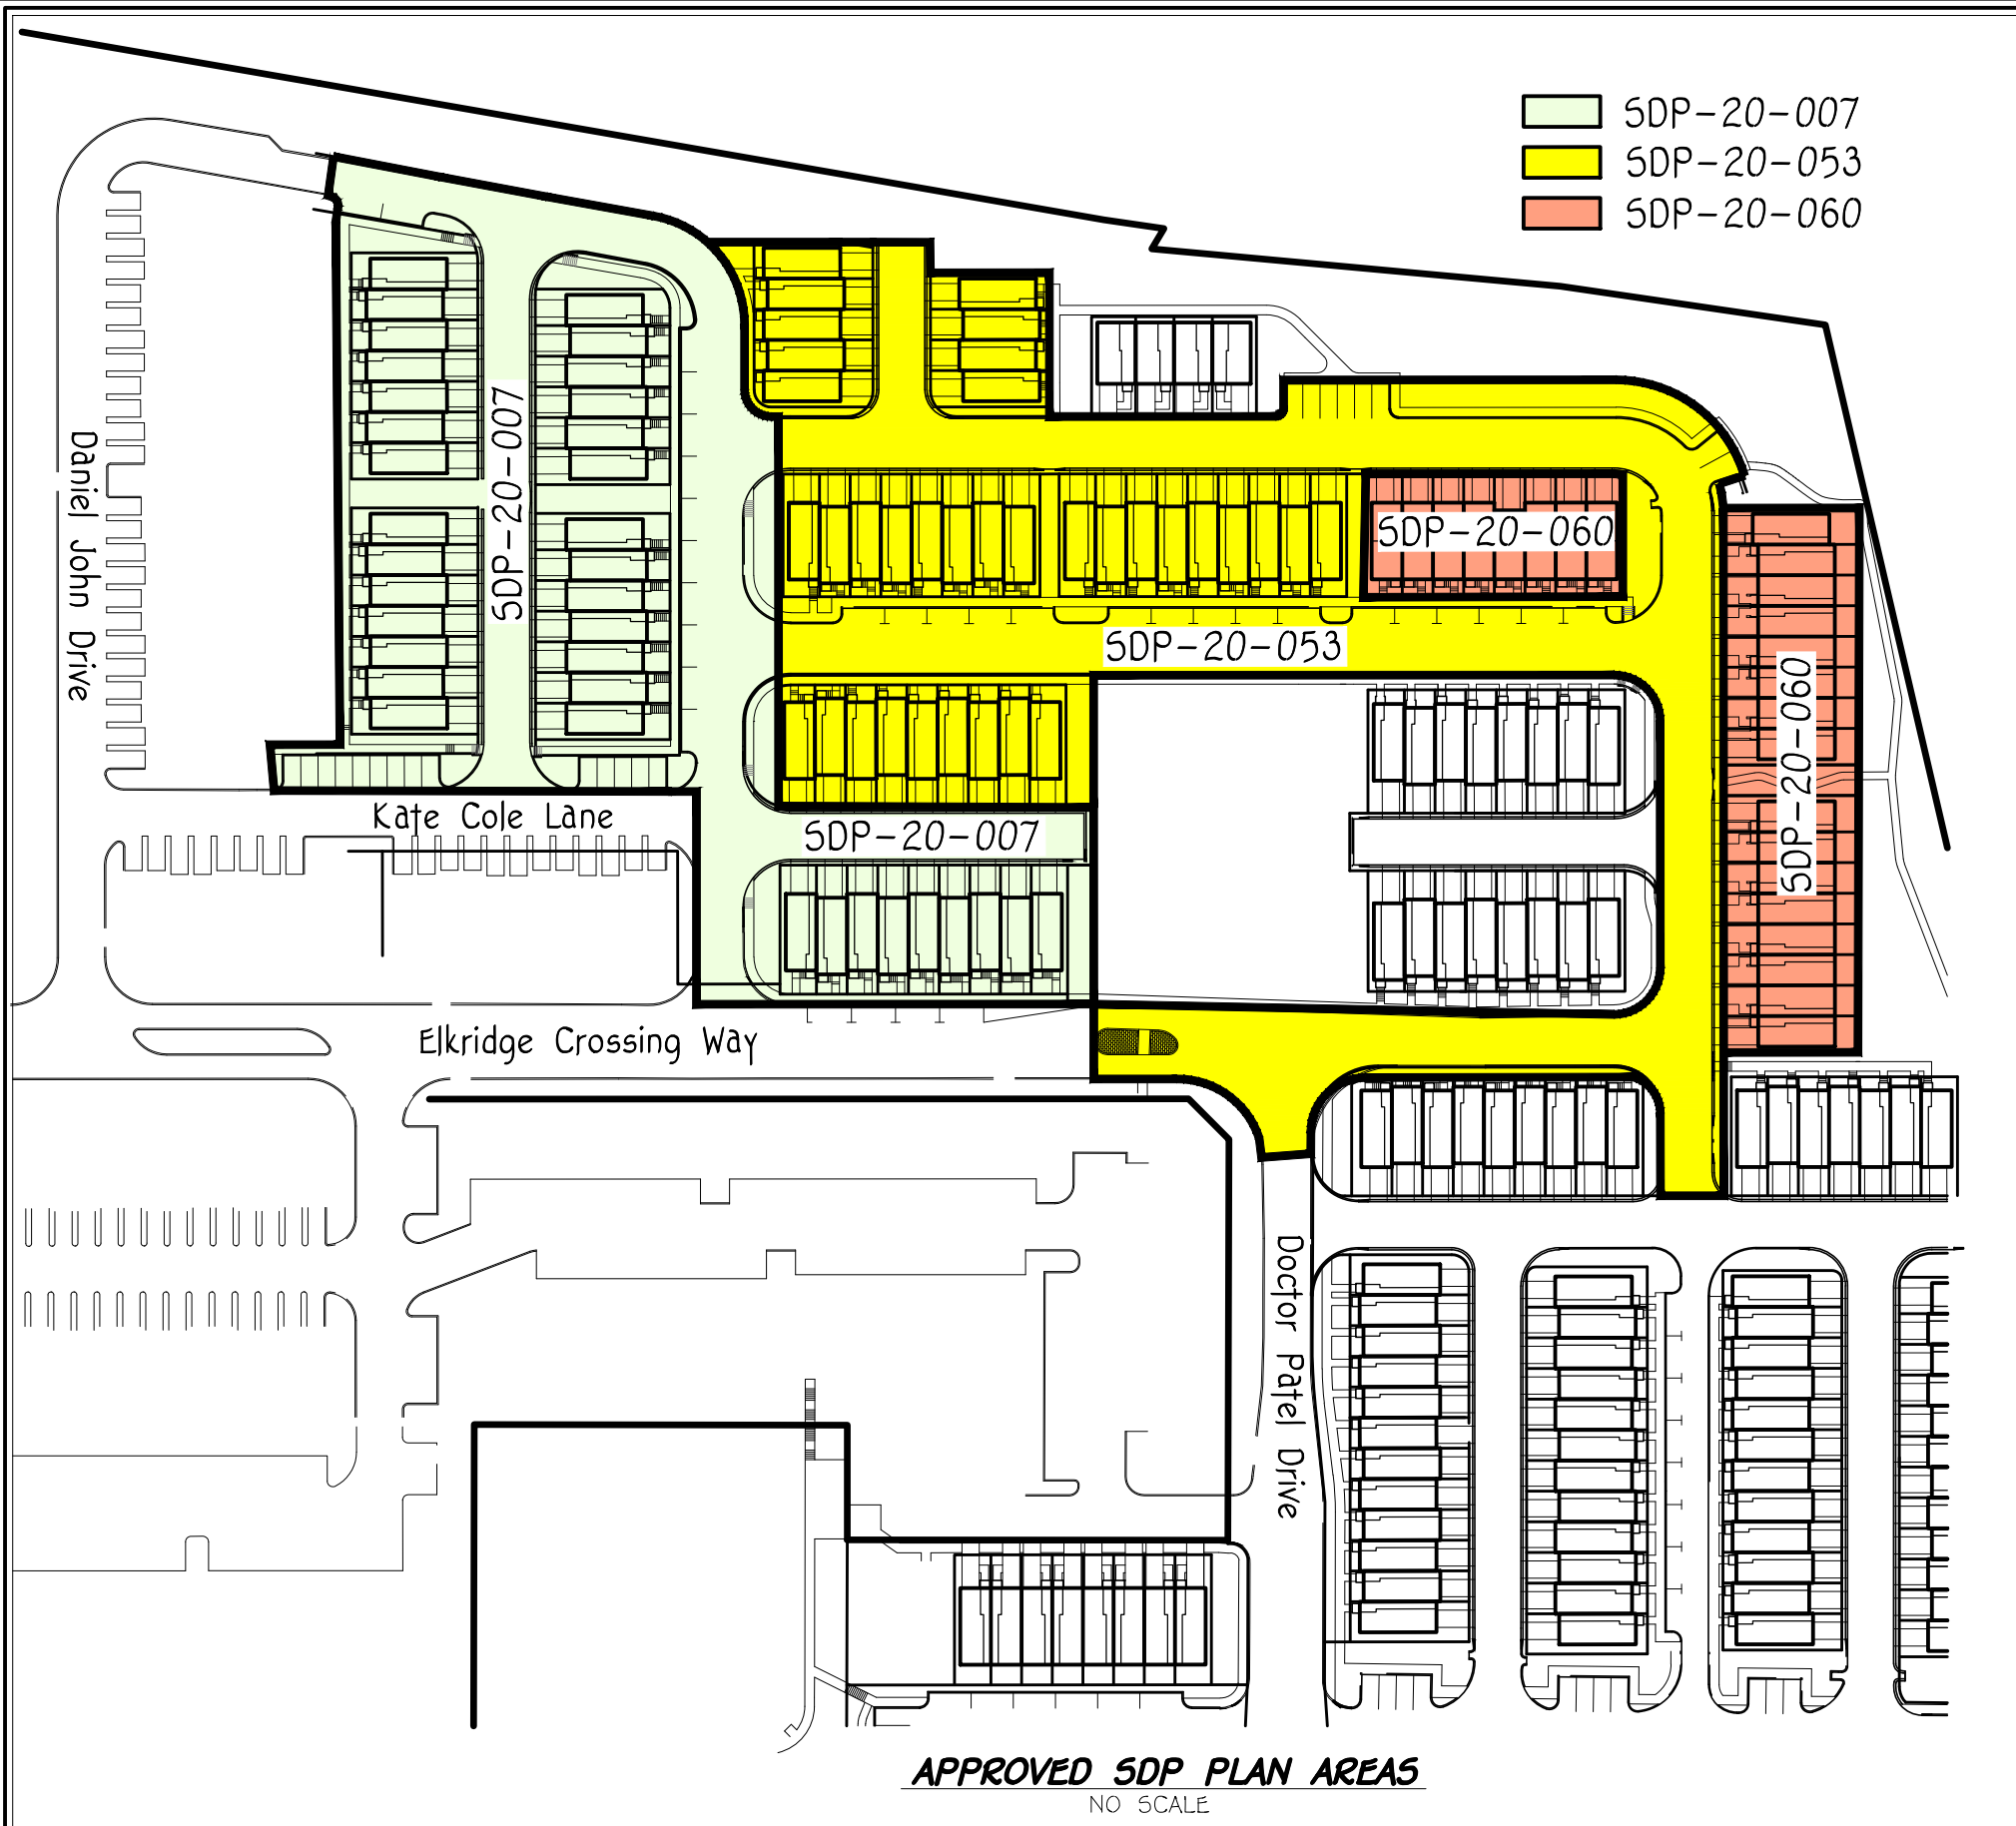 SDP-20-007
SDP-20-053
SDP-20-060
SDP-20-007
SDP-20-060
SDP-20-053
SDP-20-060
Daniel John Drive
Kate Cole Lane
SDP-20-007
Elkridge Crossing Way
Doctor Patel Drive
APPROVED SDP PLAN AREAS
NO SCALE